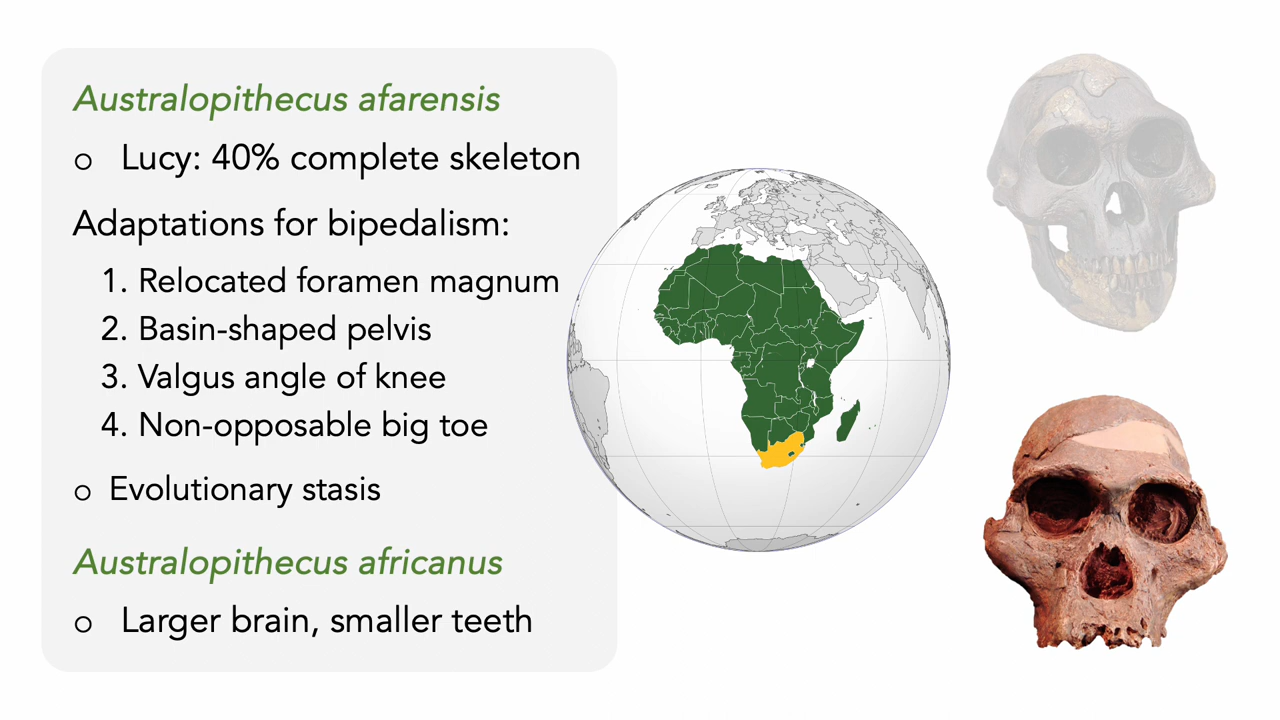 Australopithecus afarensis
o Lucy: 40% complete skeleton
Adaptations for bipedalism:
1. Relocated foramen magnum
2. Basin-shaped pelvis
3. Valgus angle of knee
4. Non-opposable big toe
o Evolutionary stasis
Australopithecus africanus
o Larger brain, smaller teeth